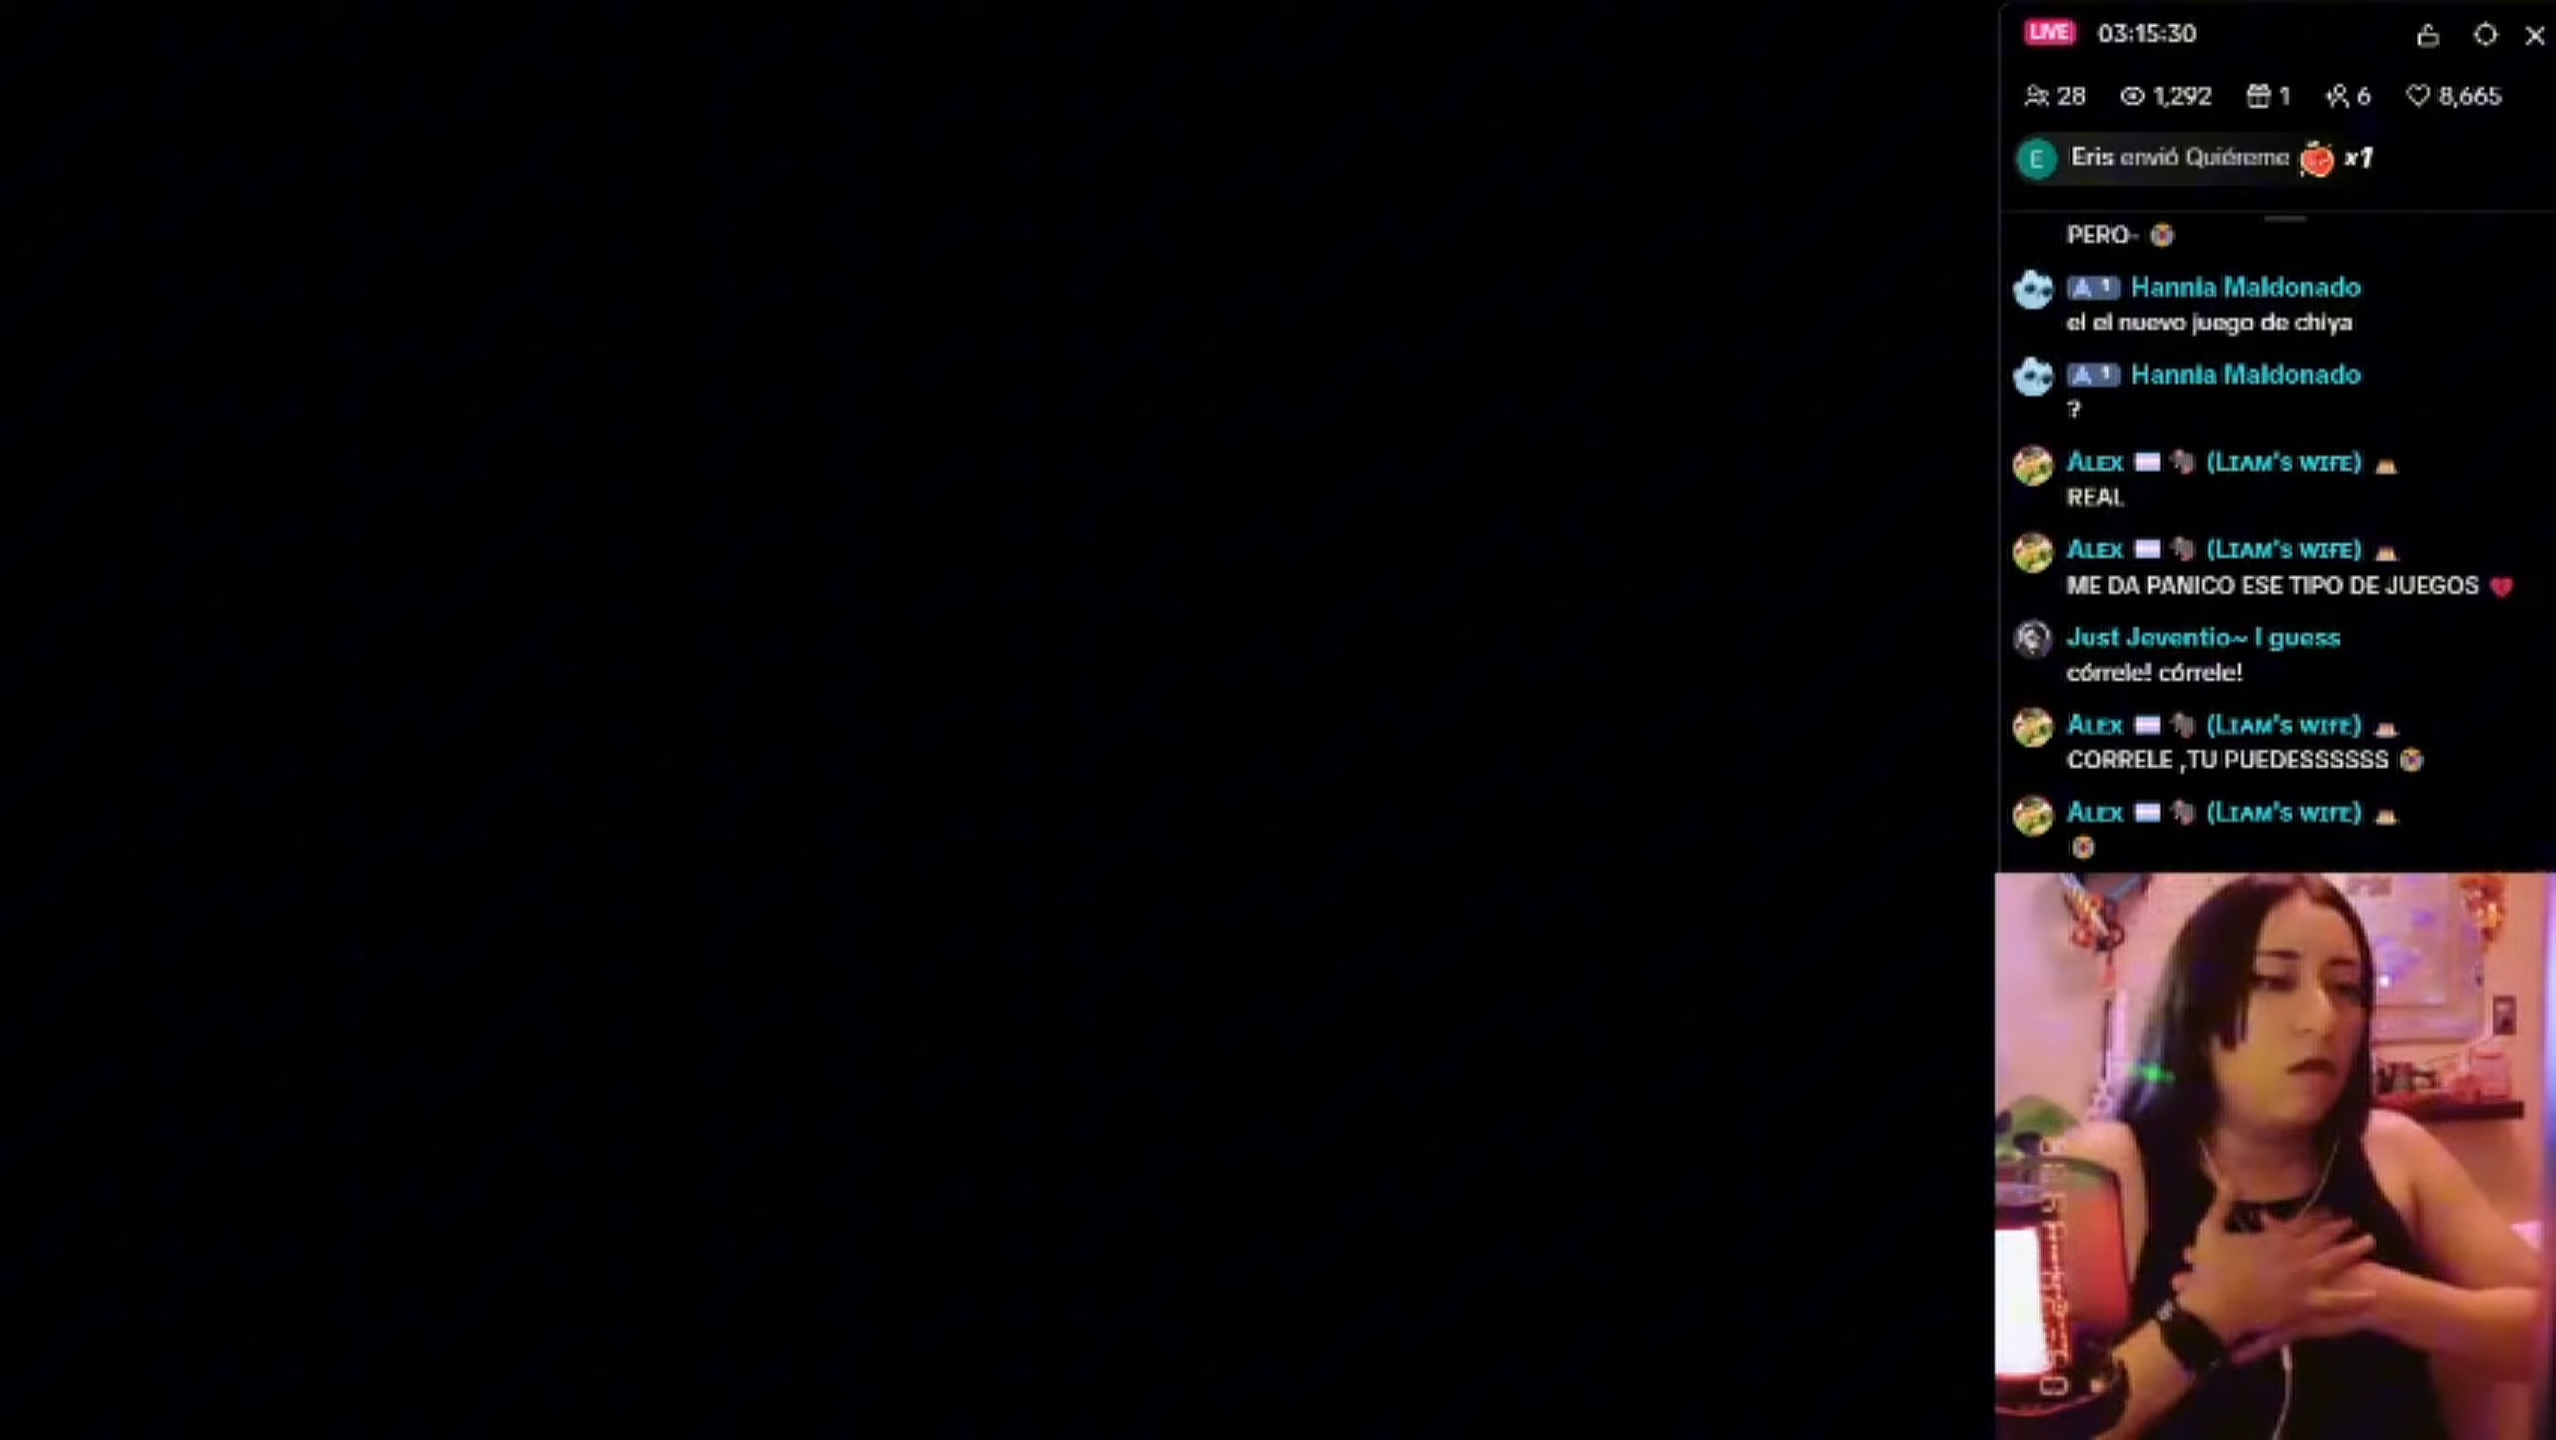 LIVE 03:15:30
28 1,292 1 6 8,665
E Eris envió Quiéreme x1
PERO-
A 1 Hannia Maldonado
el el nuevo juego de chiya
A 1 Hannia Maldonado
?
Alex (Liam's wife)
REAL
Alex (Liam's wife)
ME DA PANICO ESE TIPO DE JUEGOS
Just Jeventio~ I guess
córrele! córrele!
Alex (Liam's wife)
CORRELE ,TU PUEDESSSSSS
Alex (Liam's wife)